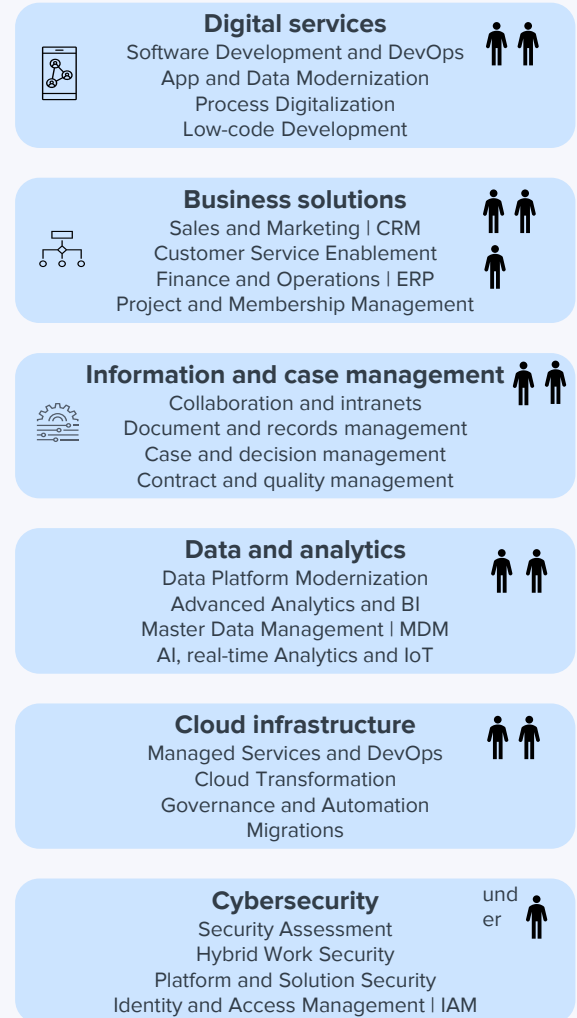 Digital services
Software Development and DevOps
App and Data Modernization
Process Digitalization
Low-code Development
Business solutions
Sales and Marketing | CRM
Customer Service Enablement
Finance and Operations | ERP
Project and Membership Management
Information and case management
Collaboration and intranets
Document and records management
Case and decision management
Contract and quality management
Data and analytics
Data Platform Modernization
Advanced Analytics and BI
Master Data Management | MDM
AI, real-time Analytics and IoT
Cloud infrastructure
Managed Services and DevOps
Cloud Transformation
Governance and Automation
Migrations
Cybersecurity
und
er
Security Assessment
Hybrid Work Security
Platform and Solution Security
Identity and Access Management | IAM